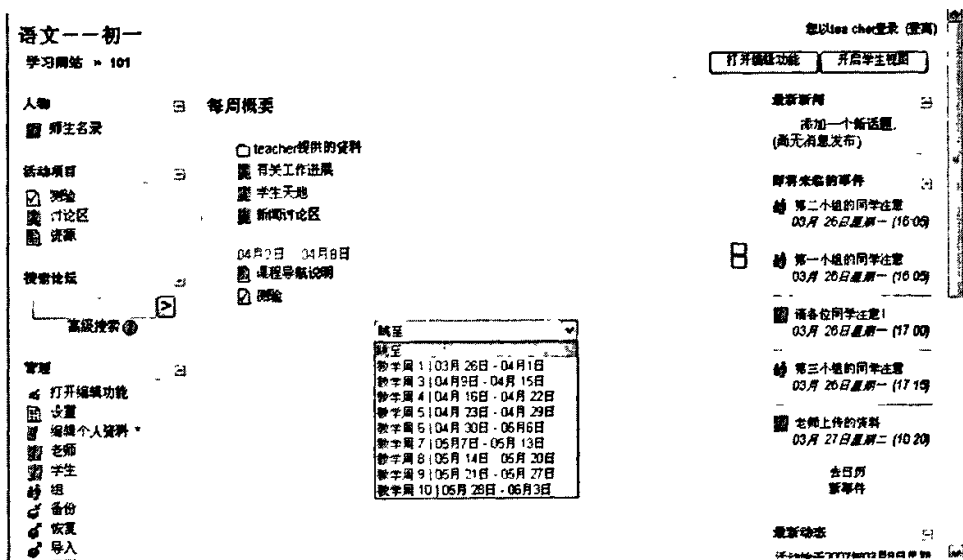 语文——初一
您以teacher登录 (登离)
学习网站 » 101
打开编辑功能
开启学生视图
人物
师生名录
活动项目
测验
讨论区
资源
搜索论坛
高级搜索
管理
打开编辑功能
设置
编辑个人资料
老师
学生
组
备份
恢复
导入
每周概要
teacher提供的资料
有关工作进展
学生天地
新闻讨论区
04月2日 - 04月8日
课程导航说明
测验
跳至
跳至
教学周 1 | 03月 26日 - 04月1日
教学周 3 | 04月9日 - 04月 15日
教学周 4 | 04月 16日 - 04月 22日
教学周 5 | 04月 23日 - 04月 29日
教学周 6 | 04月 30日 - 05月6日
教学周 7 | 05月7日 - 05月 13日
教学周 8 | 05月 14日 - 05月 20日
教学周 9 | 05月 21日 - 05月 27日
教学周 10 | 05月 28日 - 06月3日
最新新闻
添加一个新话题.
(尚无消息发布)
即将来临的事件
第二小组的同学注意
03月 26日星期一 (16:05)
第一小组的同学注意
03月 26日星期一 (16:05)
请各位同学注意!
03月 26日星期一 (17:00)
第三小组的同学注意
03月 26日星期一 (17:15)
老师上传的资料
03月 27日星期二 (10:20)
去日历
新事件
最新动态